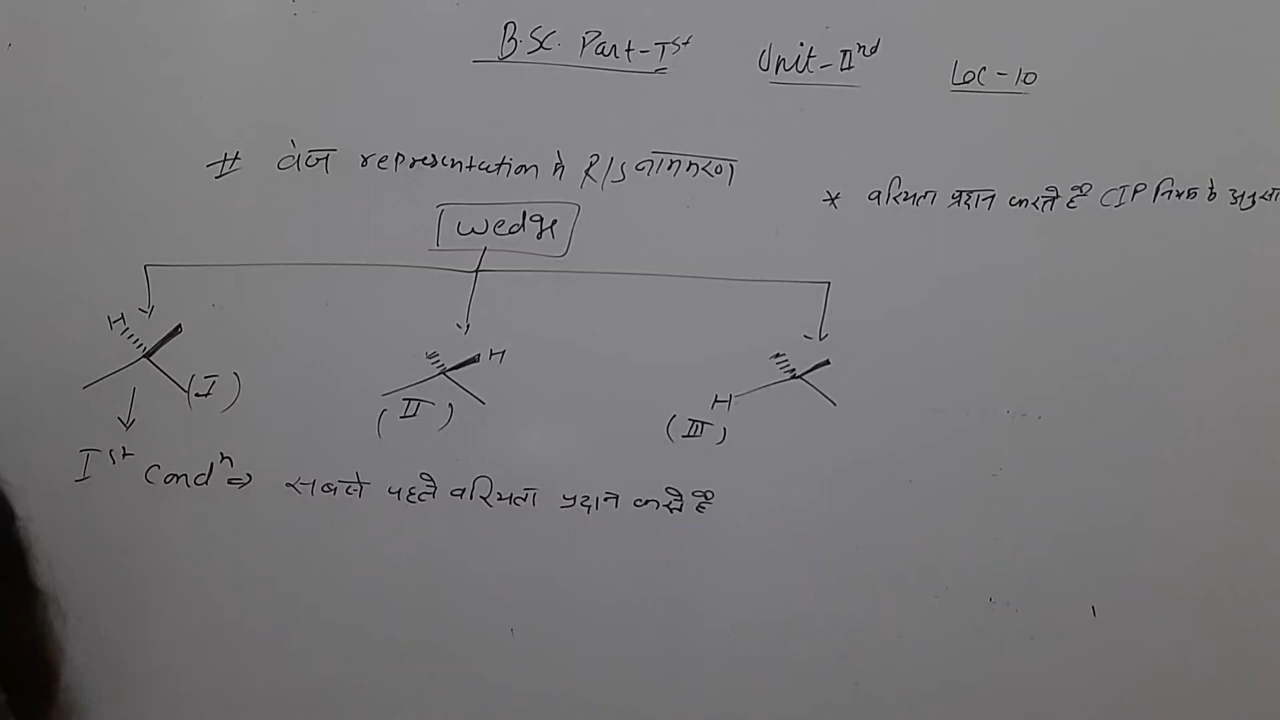 B.Sc. Part-Ist Unit-IInd Lec-10
# वेज representation में R/S नामकरण
* वरियता प्रदान करते हैं CIP नियम के अनुसा
Wedge
H
(I)
H
(II)
H
(III)
Ist Condn ⇒ सबसे पहले वरियता प्रदान करते हैं